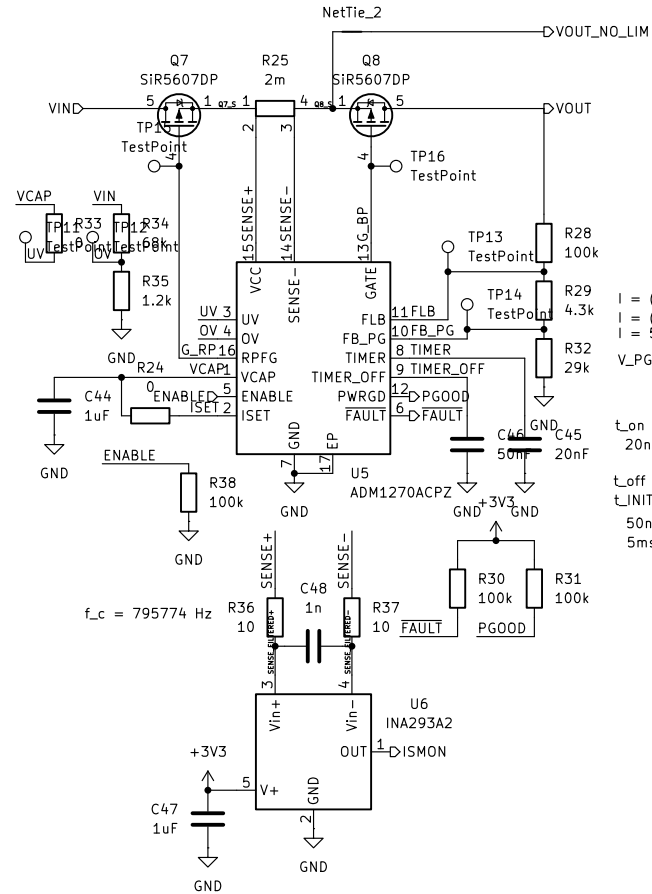 NetTie_2
VOUT_NO_LIM
Q7
SiR5607DP
R25
2m
Q8
SiR5607DP
VIN
5
1
Q7_S
1
4
Q8_S
1
5
VOUT
2
3
4
4
TP15
TestPoint
TP16
TestPoint
SENSE+
SENSE-
G_BP
15
14
13
VCAP
VIN
R33
0
TP11
TestPoint
UV
R34
68k
TP12
TestPoint
OV
R35
1.2k
GND
TP13
TestPoint
TP14
TestPoint
R28
100k
R29
4.3k
R32
29k
GND
I = (
I = (
I = 5
V_PG
VCC
SENSE-
GATE
UV 3
UV
OV 4
OV
G_RP 16
RPFG
VCAP 1
VCAP
ENABLE 5
ENABLE
ISET 2
ISET
FLB
11 FLB
FB_PG
10 FB_PG
TIMER
8 TIMER
TIMER_OFF
9 TIMER_OFF
PWRGD
12 PGOOD
FAULT
6 FAULT
GND
EP
7
17
GND
U5
ADM1270ACPZ
R24
0
C44
1uF
GND
ENABLE
R38
100k
GND
C46
50nF
GND
C45
20nF
GND
t_on
20n
t_off
t_INIT
50n
5ms
+3V3
R30
100k
R31
100k
FAULT
PGOOD
f_c = 795774 Hz
SENSE+
SENSE-
R36
10
C48
1n
R37
10
SENSE_FILTERED+
SENSE_FILTERED-
3
4
Vin+
Vin-
U6
INA293A2
OUT
1
ISMON
+3V3
5
V+
GND
2
GND
C47
1uF
GND